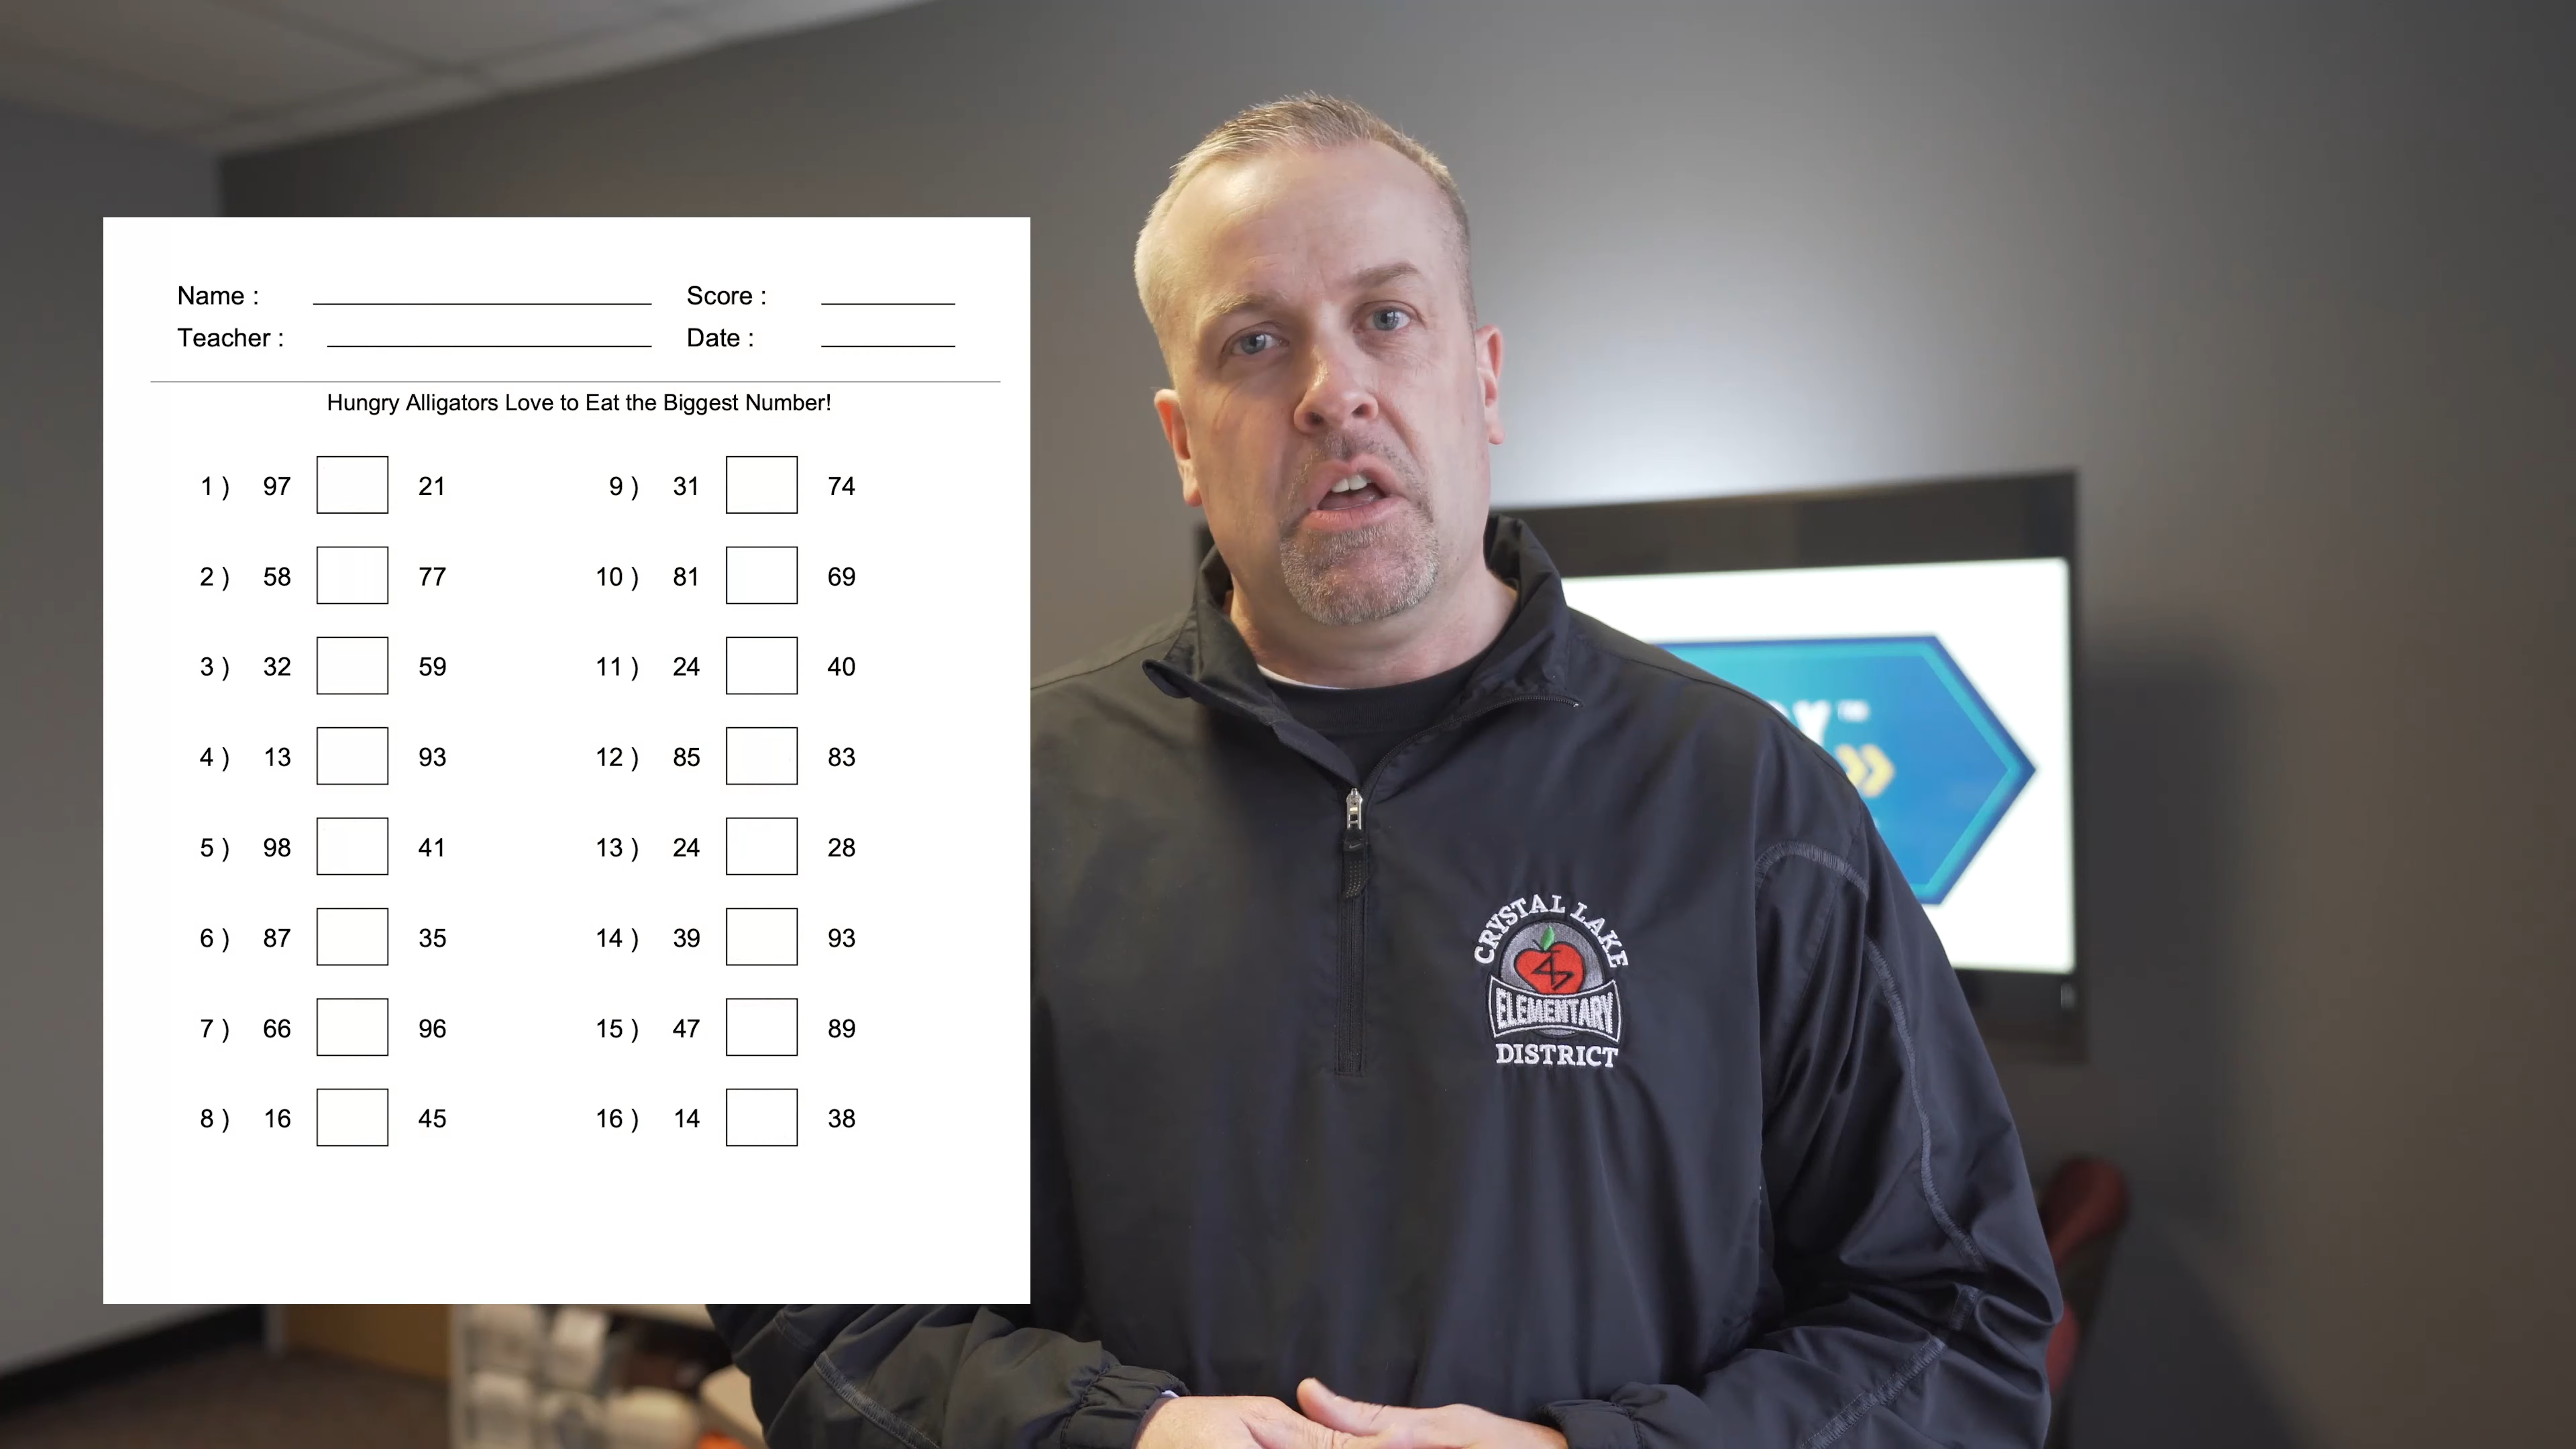 Name : Score :
Teacher : Date :
Hungry Alligators Love to Eat the Biggest Number!
1 ) 97 21 9 ) 31 74
2 ) 58 77 10 ) 81 69
3 ) 32 59 11 ) 24 40
4 ) 13 93 12 ) 85 83
5 ) 98 41 13 ) 24 28
6 ) 87 35 14 ) 39 93
7 ) 66 96 15 ) 47 89
8 ) 16 45 16 ) 14 38
CRYSTAL LAKE
ELEMENTARY
DISTRICT